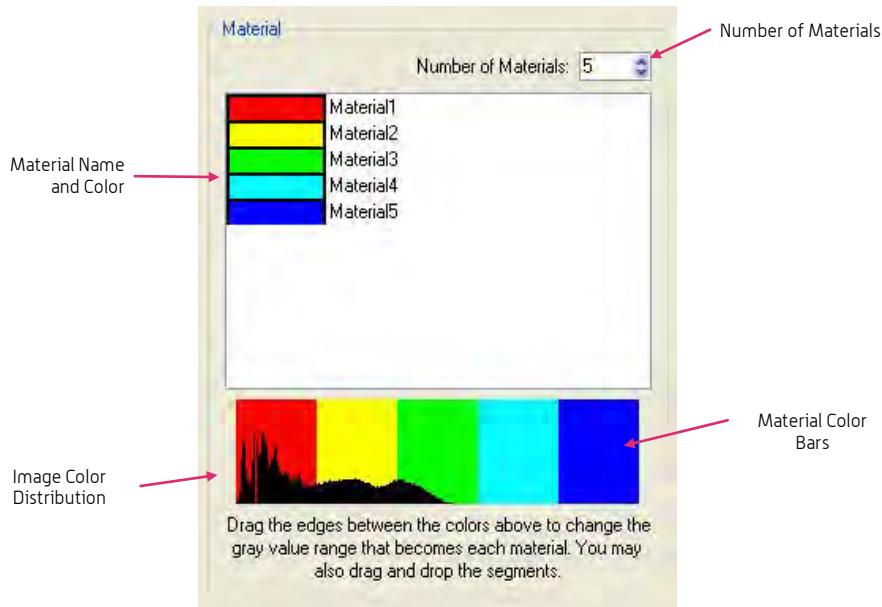 Material
Number of Materials
Number of Materials: 5
Material1
Material2
Material3
Material4
Material5
Material Name
and Color
Material Color
Bars
Image Color
Distribution
Drag the edges between the colors above to change the
gray value range that becomes each material. You may
also drag and drop the segments.